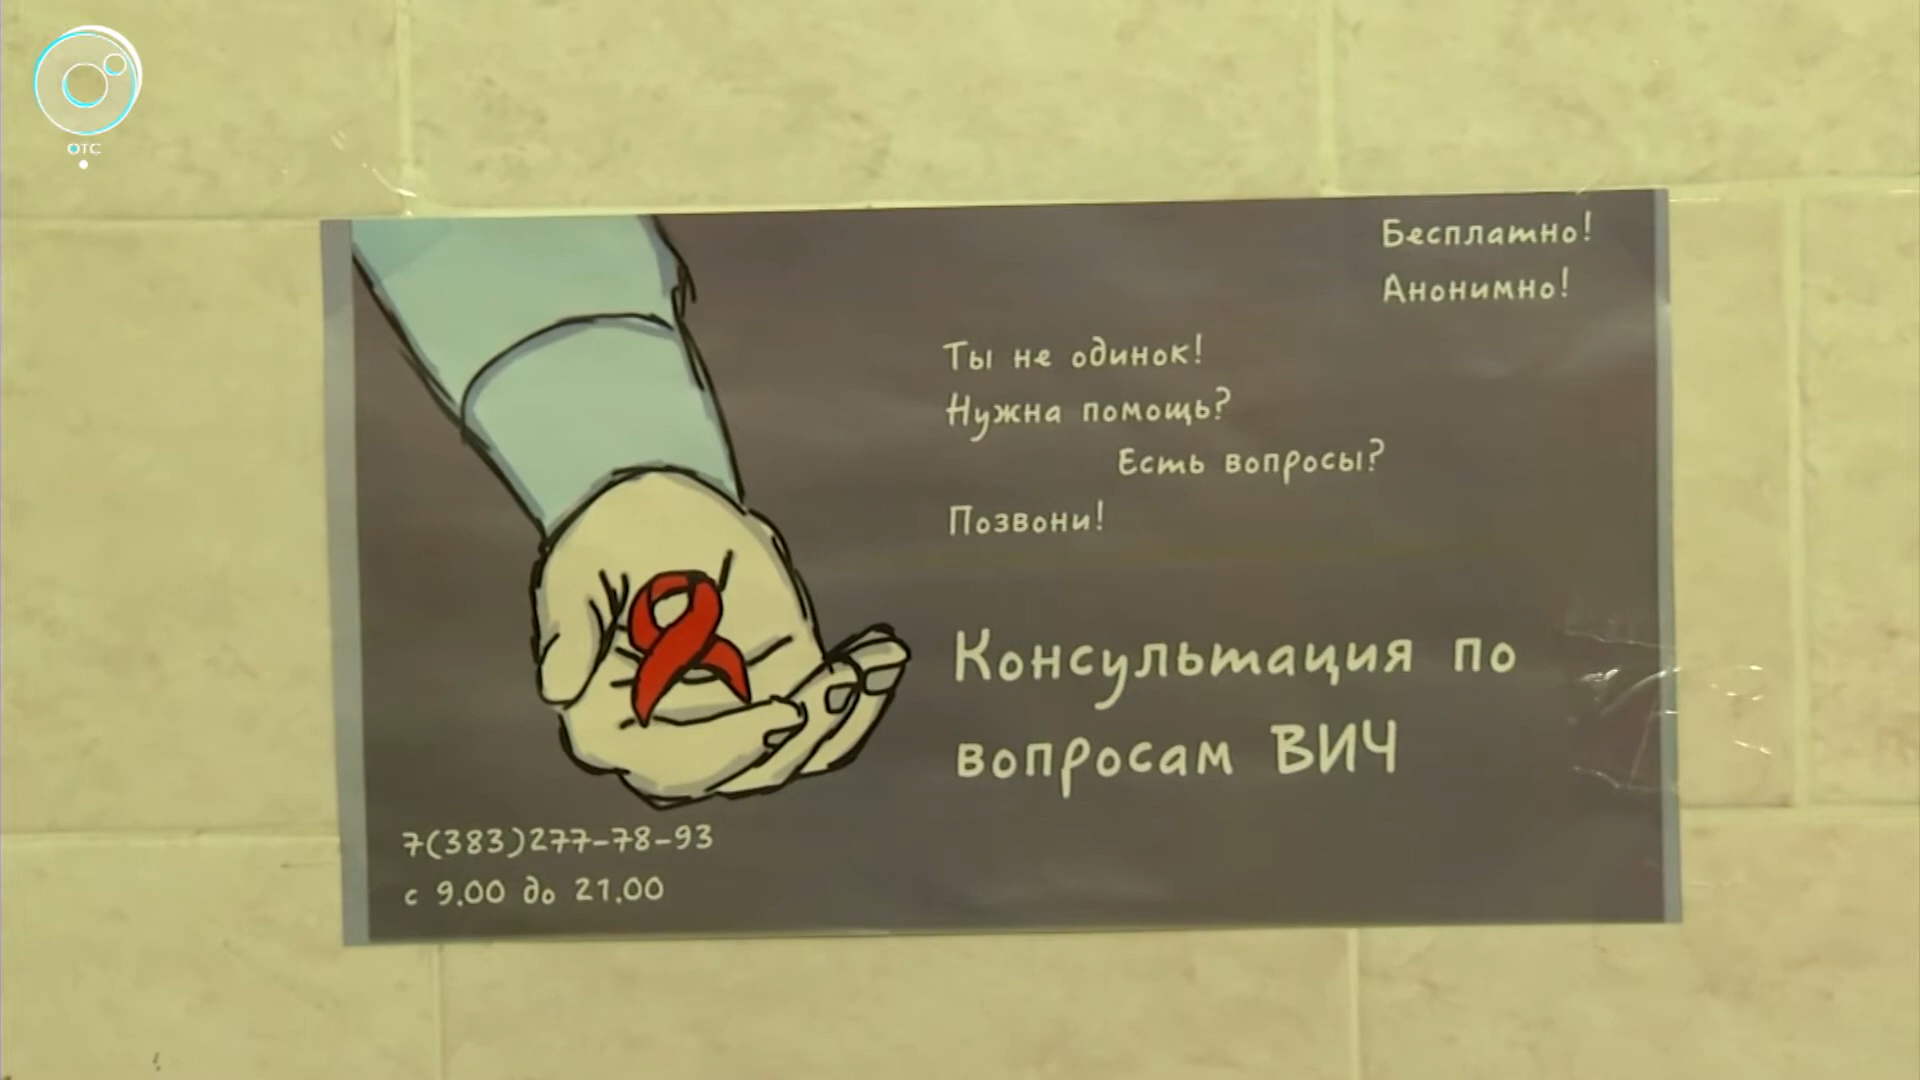 ОТС
Бесплатно!
Анонимно!
Ты не одинок!
Нужна помощь?
Есть вопросы?
Позвони!
Консультация по
вопросам ВИЧ
7(383)277-78-93
с 9.00 до 21.00